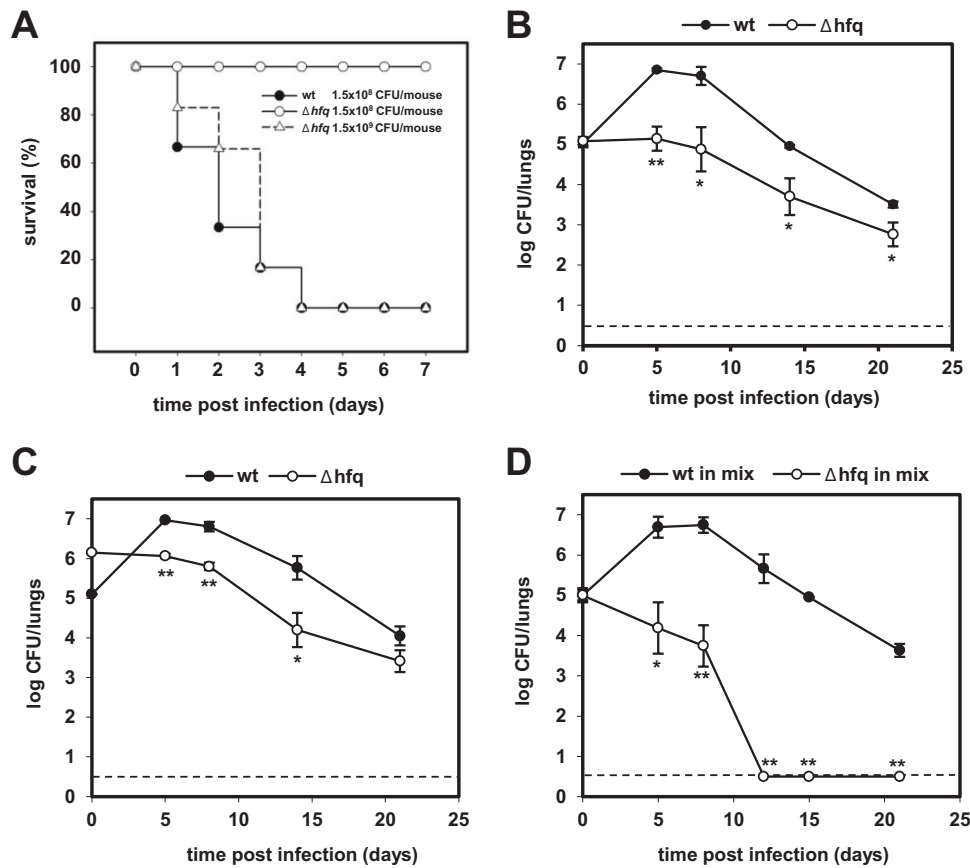 A
survival (%)
100
80
60
40
20
0
wt 1.5x10⁸ CFU/mouse
Δhfq 1.5x10⁸ CFU/mouse
Δhfq 1.5x10⁹ CFU/mouse
0 1 2 3 4 5 6 7
time post infection (days)
B
wt Δhfq
log CFU/lungs
7
6
5
4
3
2
1
0
** * * *
0 5 10 15 20 25
time post infection (days)
C
wt Δhfq
log CFU/lungs
7
6
5
4
3
2
1
0
** ** *
0 5 10 15 20 25
time post infection (days)
D
wt in mix Δhfq in mix
log CFU/lungs
7
6
5
4
3
2
1
0
* ** ** ** **
0 5 10 15 20 25
time post infection (days)